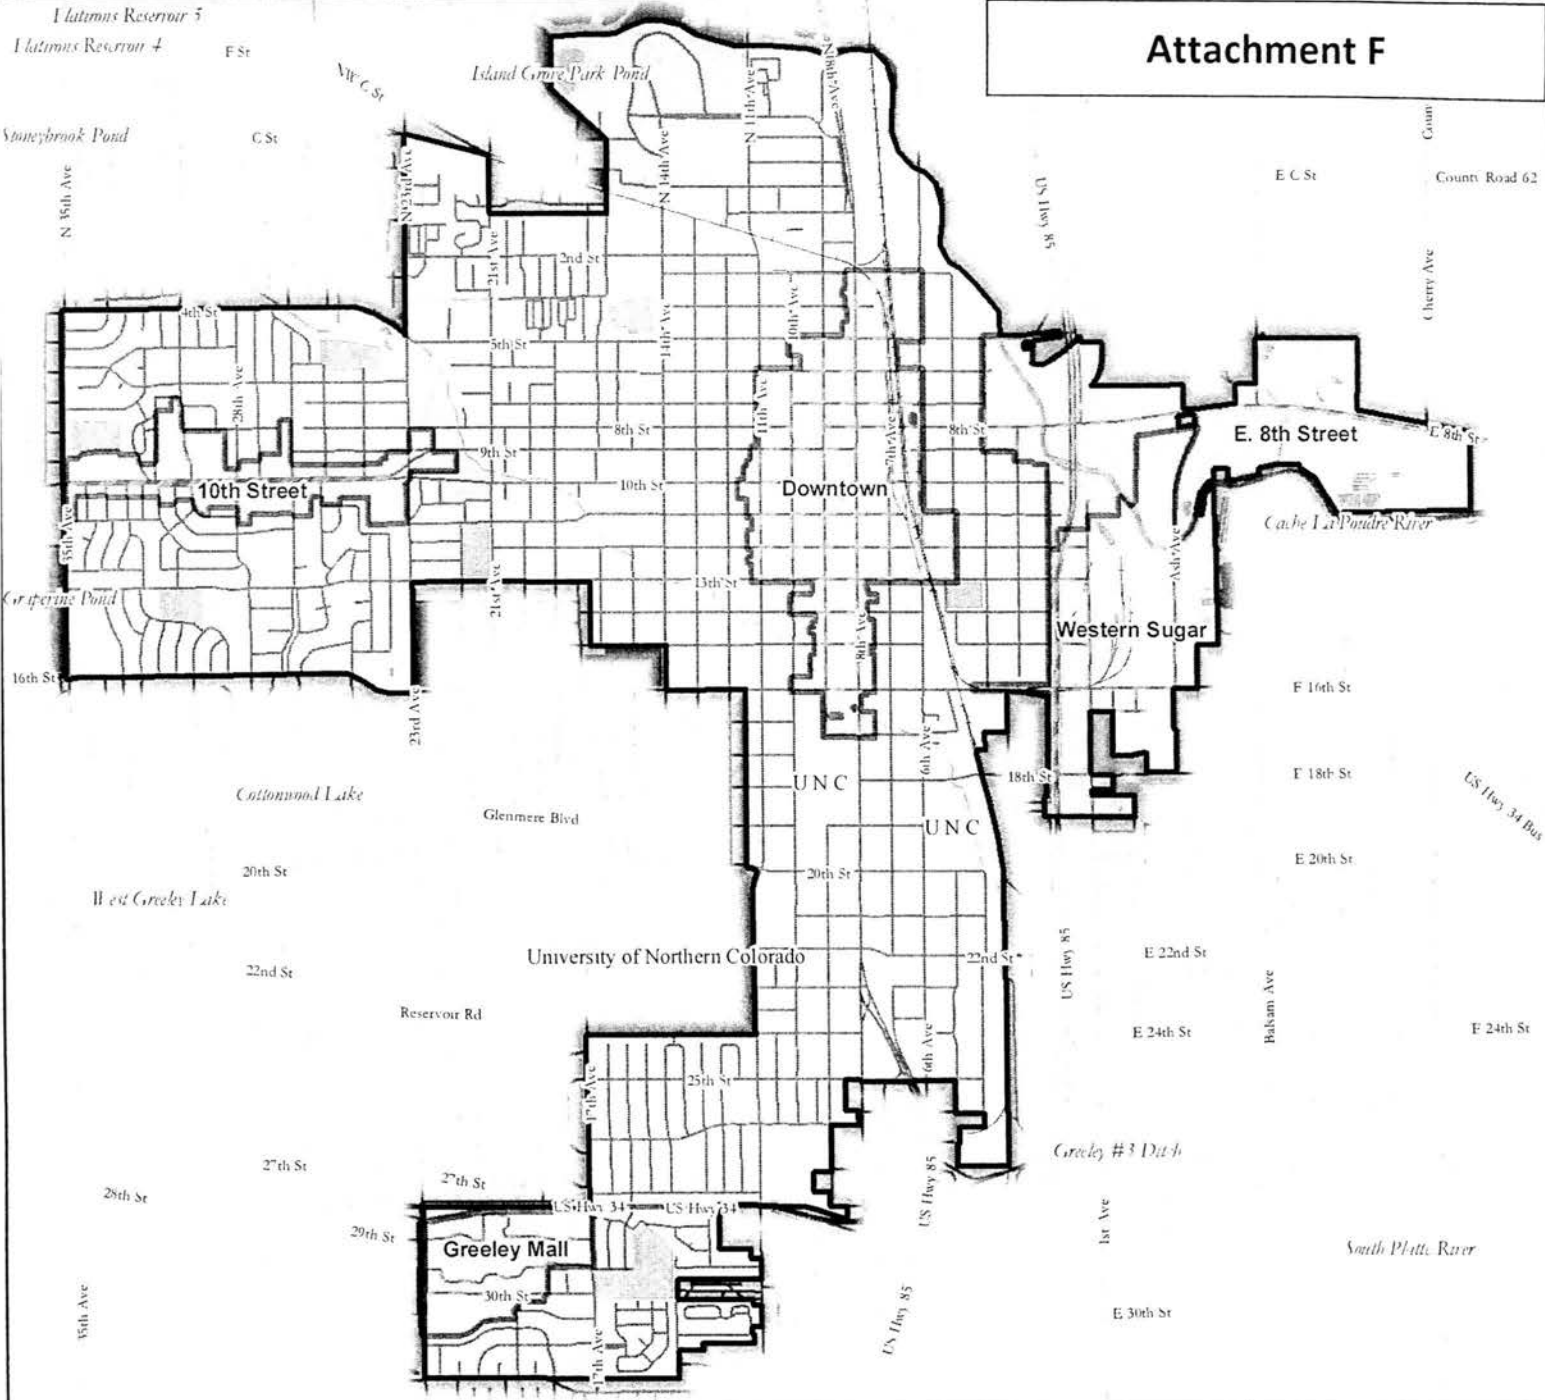 Attachment F
Flatirons Reservoir 5
Flatirons Reservoir 4
F St
NW C St
Island Grove Park Pond
N 11th Ave
N 8th Ave
Stoneybrook Pond
C St
N 35th Ave
N 23rd Ave
N 14th Ave
US Hwy 85
E C St
County Road 62
Cherry Ave
21st Ave
2nd St
4th St
5th St
14th Ave
10th Ave
28th Ave
11th Ave
8th St
7th Ave
8th St
E. 8th Street
E 8th St
9th St
10th Street
10th St
Downtown
Cache La Poudre River
35th Ave
Ash Ave
13th St
21st Ave
Grapevine Pond
8th Ave
Western Sugar
16th St
E 16th St
23rd Ave
6th Ave
UNC
18th St
E 18th St
US Hwy 34 Bus
Cottonwood Lake
Glenmere Blvd
UNC
20th St
20th St
E 20th St
West Greeley Lake
University of Northern Colorado
22nd St
22nd St
US Hwy 85
E 22nd St
Reservoir Rd
Balsam Ave
E 24th St
E 24th St
6th Ave
17th Ave
25th St
Greeley #3 Ditch
27th St
27th St
28th St
US Hwy 34
US Hwy 34
US Hwy 85
1st Ave
29th St
Greeley Mall
South Platte River
30th St
35th Ave
US Hwy 85
E 30th St
17th Ave